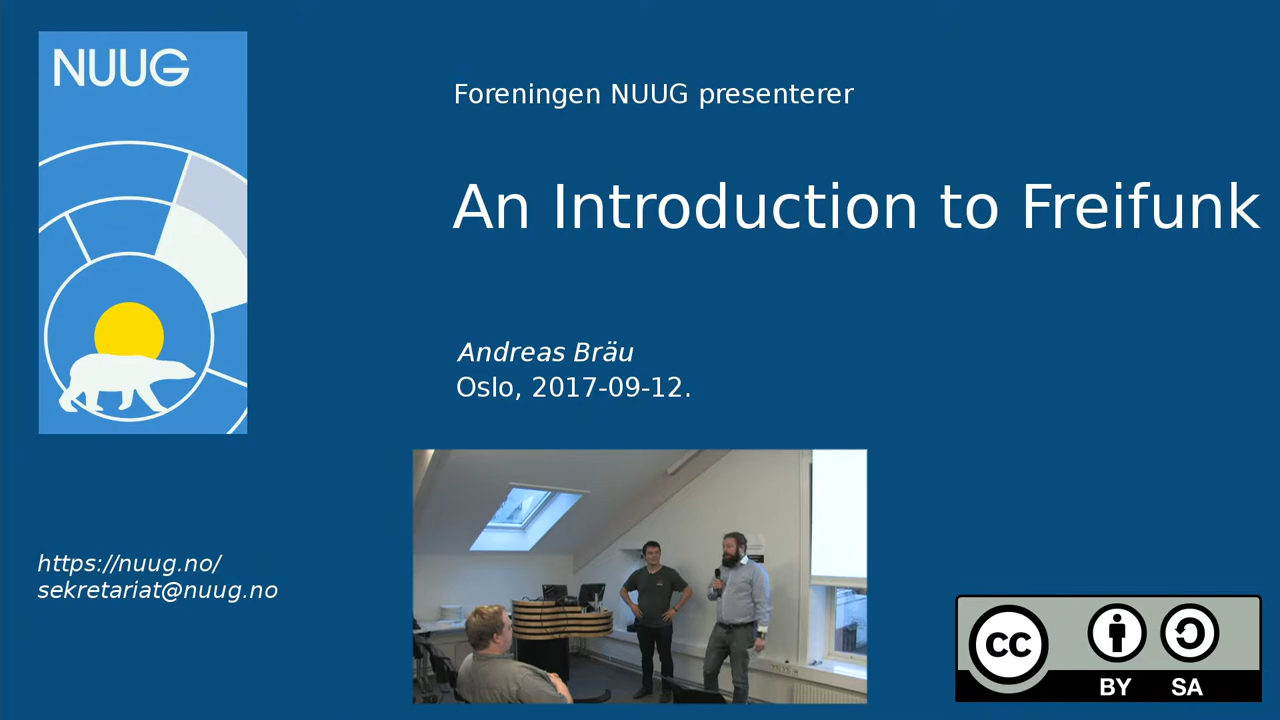 NUUG
Foreningen NUUG presenterer
An Introduction to Freifunk
Andreas Bräu
Oslo, 2017-09-12.
https://nuug.no/
sekretariat@nuug.no
cc
BY SA